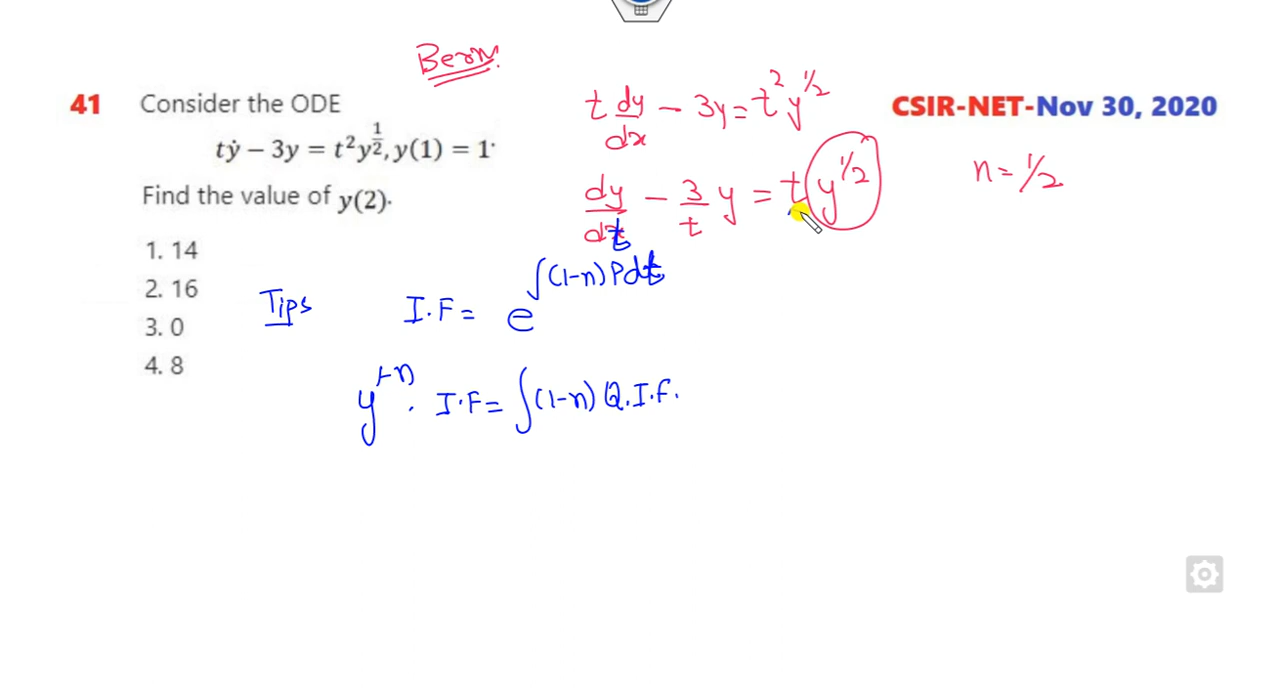 Bern.
41 Consider the ODE
tẏ − 3y = t²y^{1/2}, y(1) = 1·
Find the value of y(2).
1. 14
2. 16
3. 0
4. 8
t dy/dx − 3y = t² y^{1/2}
CSIR-NET-Nov 30, 2020
dy/dt − 3/t y = t y^{1/2}
n = 1/2
Tips I.F = e^{∫(1-n) P dt}
y^{1-n} . I.F = ∫(1-n) Q. I.f.